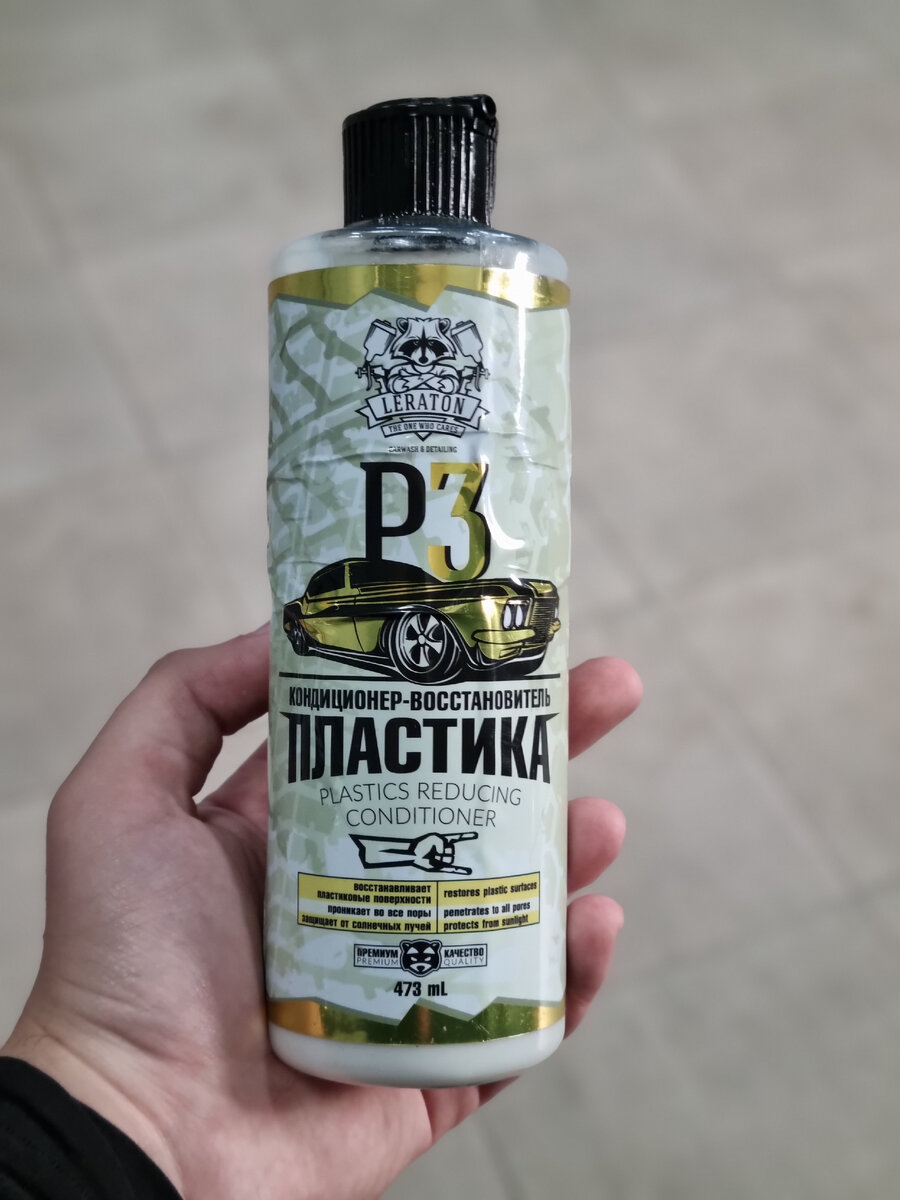 LERATON
THE ONE WHO CARES
CARWASH & DETAILING
P3
КОНДИЦИОНЕР-ВОССТАНОВИТЕЛЬ
ПЛАСТИКА
PLASTICS REDUCING
CONDITIONER
восстанавливает
пластиковые поверхности
проникает во все поры
защищает от солнечных лучей
restores plastic surfaces
penetrates to all pores
protects from sunlight
ПРЕМИУМ КАЧЕСТВО
PREMIUM QUALITY
473 mL